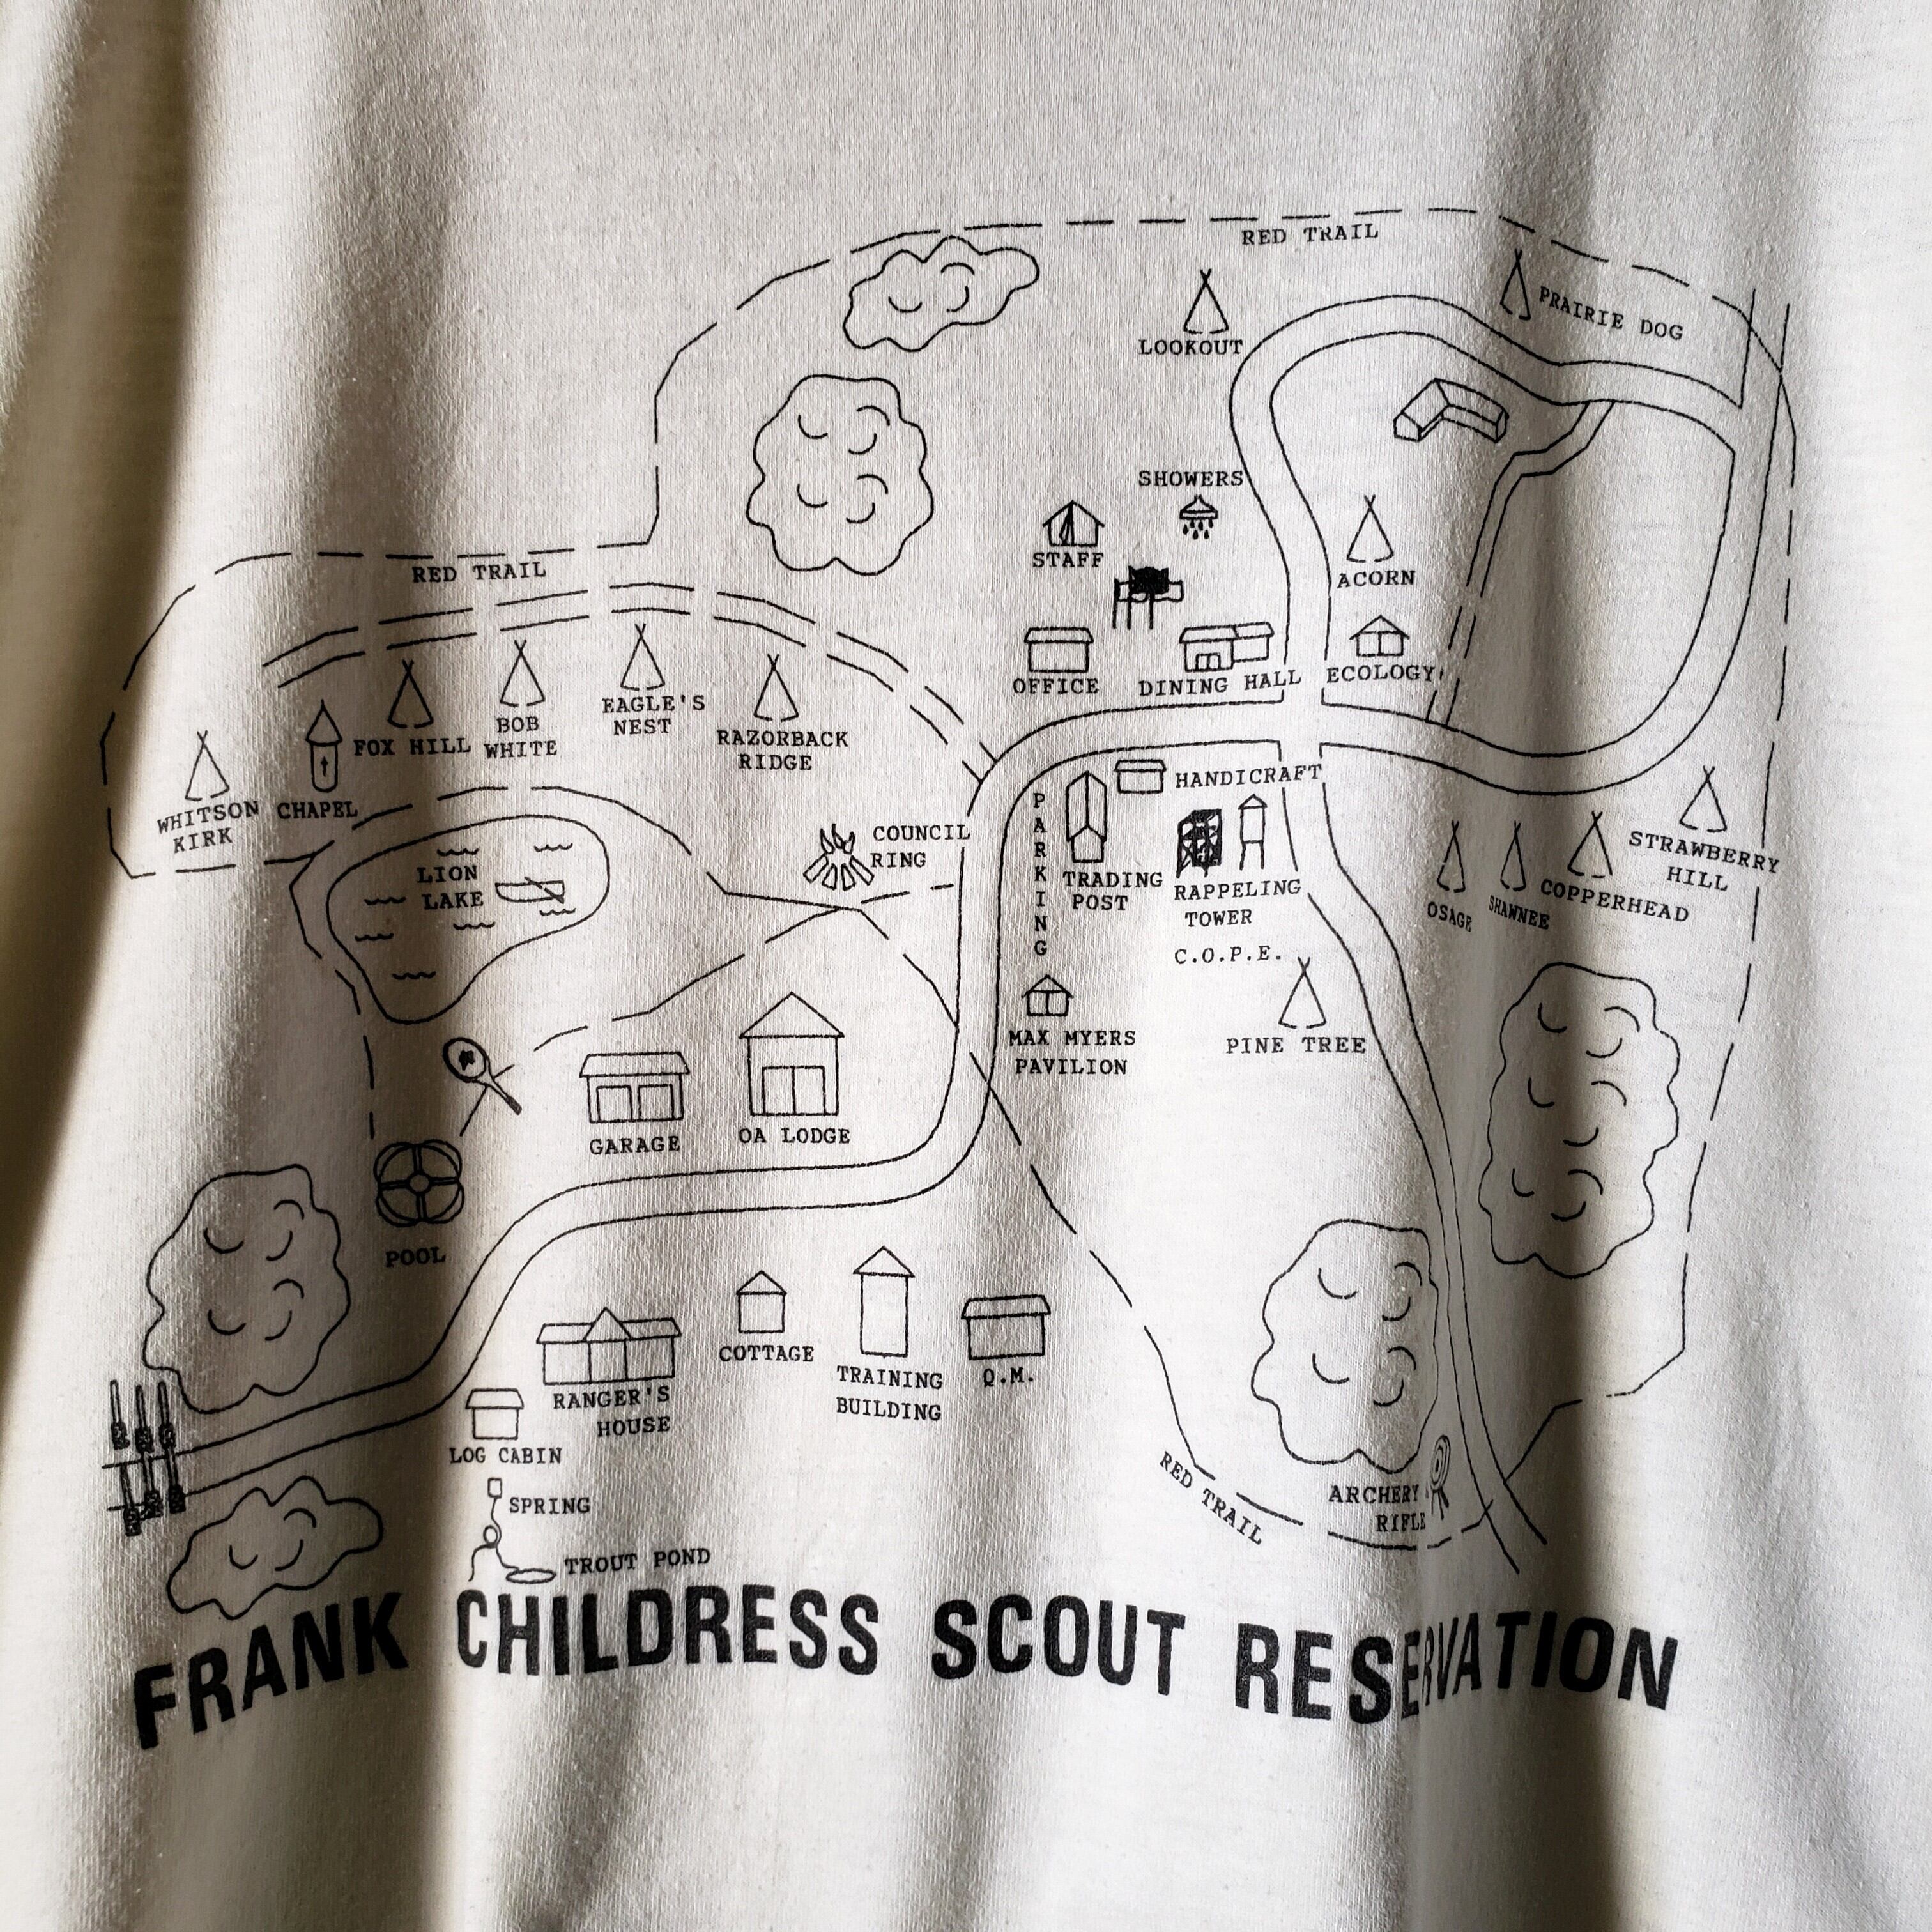 RED TRAIL
PRAIRIE DOG
LOOKOUT
SHOWERS
STAFF
ACORN
RED TRAIL
OFFICE
DINING HALL
ECOLOGY
FOX HILL
BOB
WHITE
EAGLE'S
NEST
RAZORBACK
RIDGE
WHITSON
KIRK
CHAPEL
HANDICRAFT
PARKING
COUNCIL
RING
LION
LAKE
TRADING
POST
RAPPELING
TOWER
C.O.P.E.
OSAGE
SHAWNEE
COPPERHEAD
STRAWBERRY
HILL
MAX MYERS
PAVILION
PINE TREE
GARAGE
OA LODGE
POOL
COTTAGE
TRAINING
BUILDING
Q.M.
RANGER'S
HOUSE
LOG CABIN
SPRING
TROUT POND
RED TRAIL
ARCHERY
RIFLE
FRANK CHILDRESS SCOUT RESERVATION